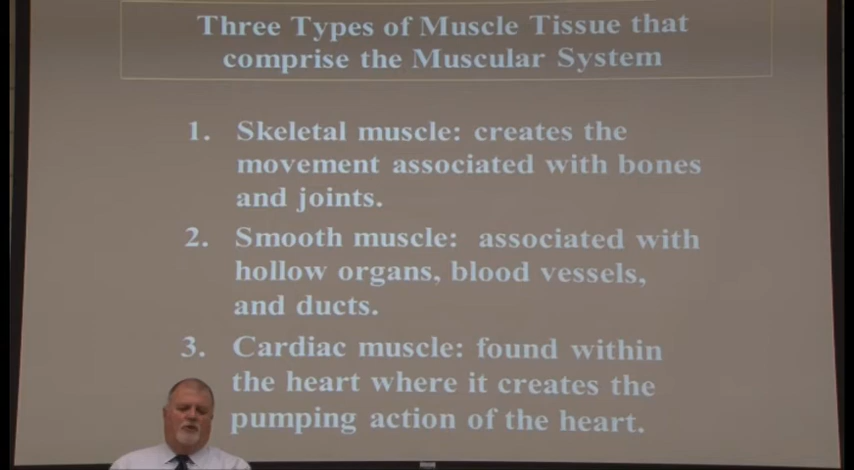 Three Types of Muscle Tissue that
comprise the Muscular System
1. Skeletal muscle: creates the
movement associated with bones
and joints.
2. Smooth muscle: associated with
hollow organs, blood vessels,
and ducts.
3. Cardiac muscle: found within
the heart where it creates the
pumping action of the heart.